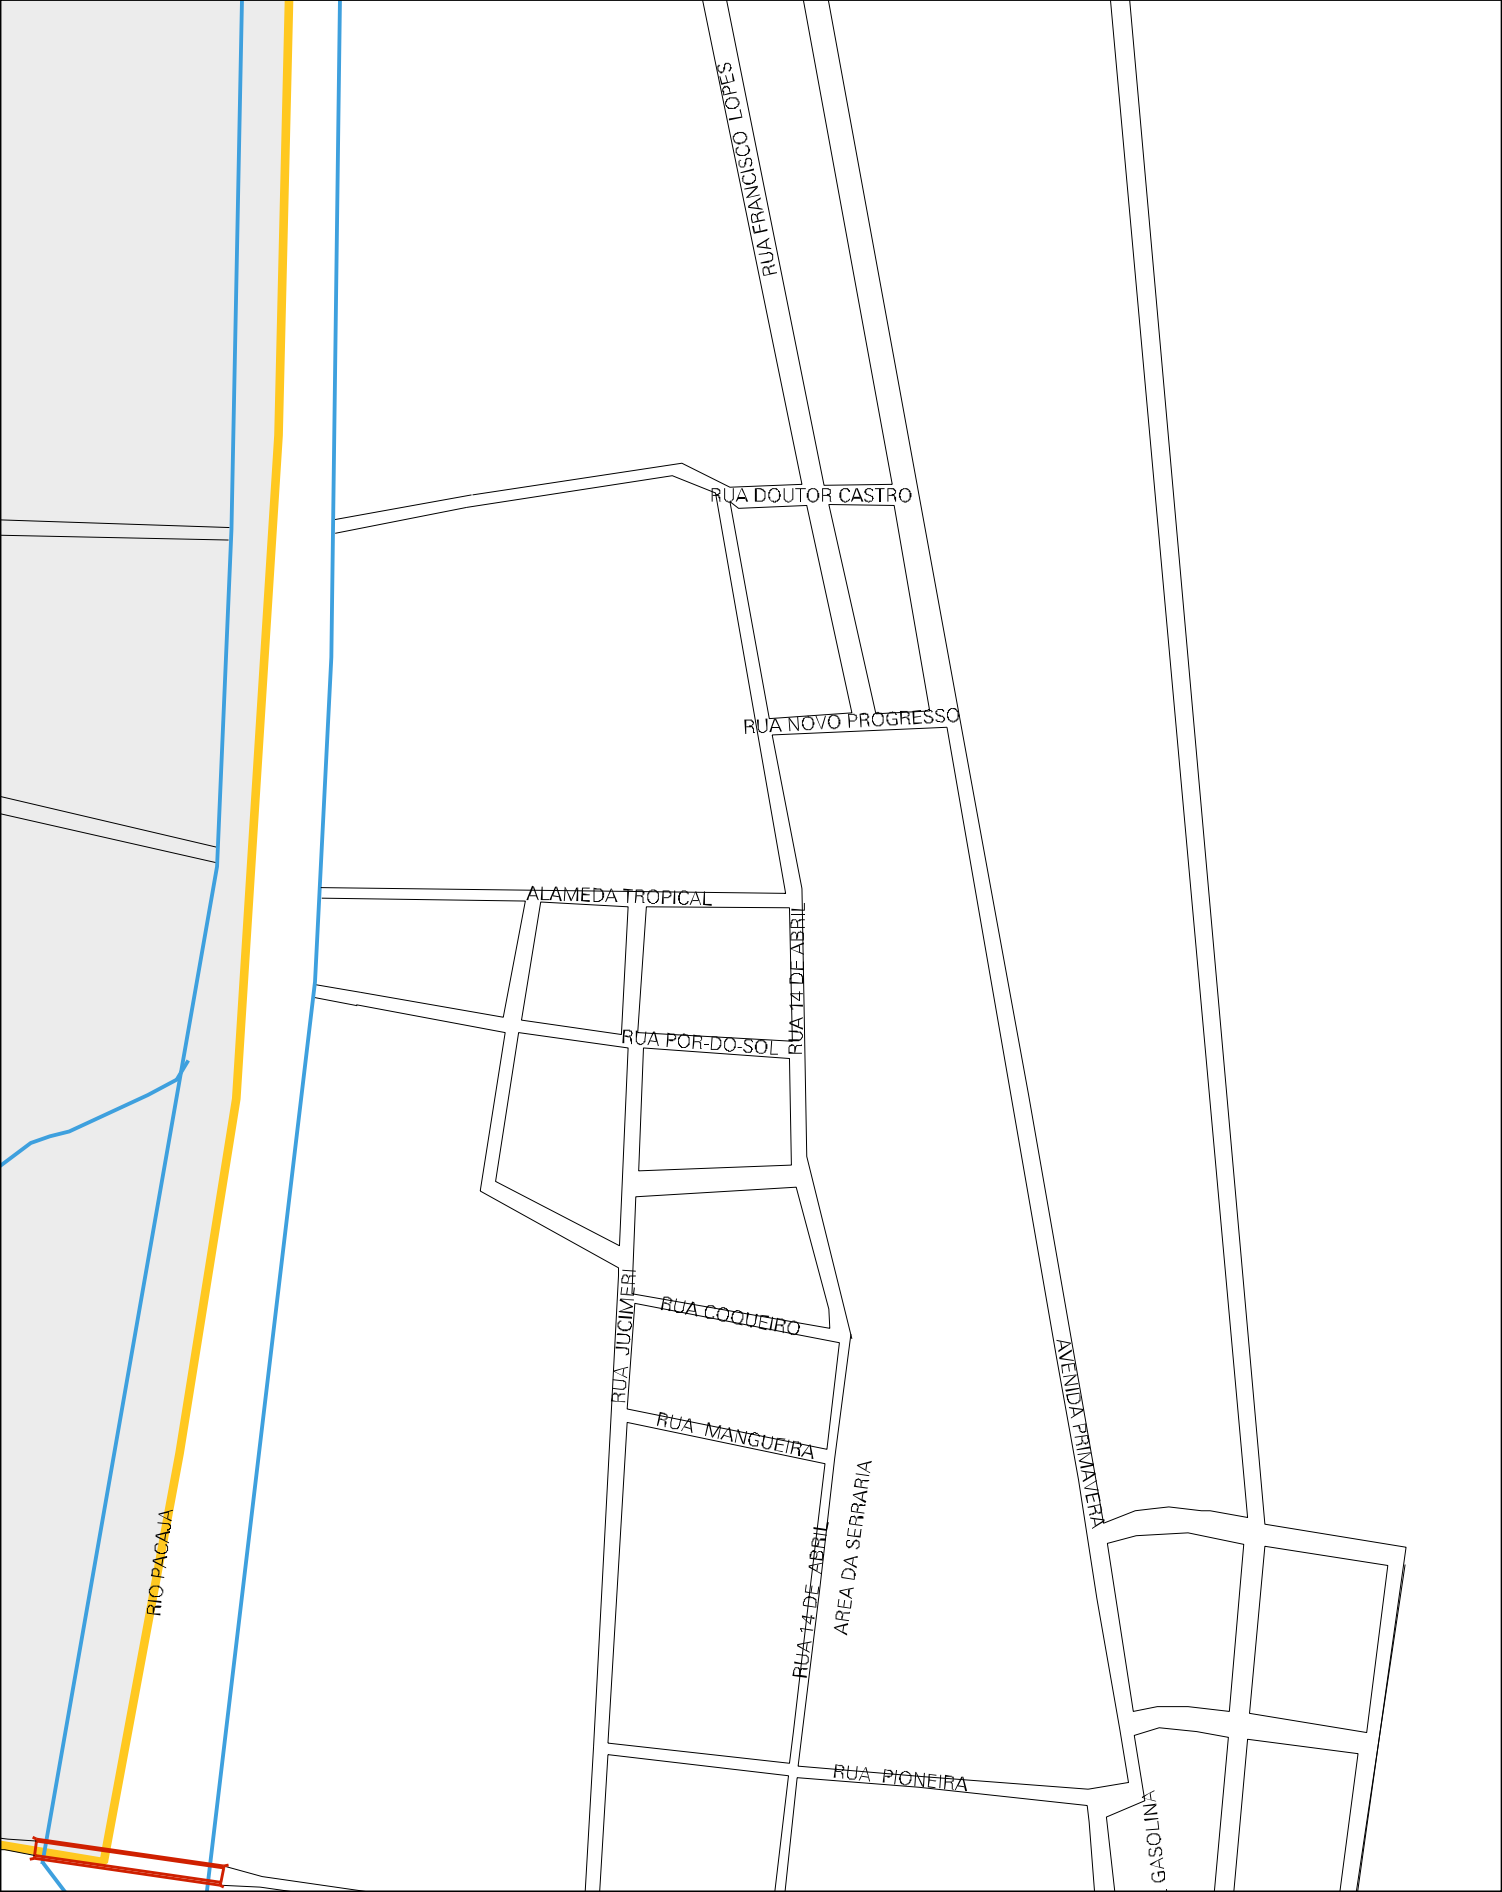 RUA FRANCISCO LOPES
RUA DOUTOR CASTRO
RUA NOVO PROGRESSO
ALAMEDA TROPICAL
RUA 14 DE ABRIL
RUA POR-DO-SOL
RUA JUCIMERI
RUA COQUEIRO
AVENIDA PRIMAVERA
RUA MANGUEIRA
AREA DA SERRARIA
RIO PACAJA
RUA 14 DE ABRIL
RUA PIONEIRA
GASOLINA